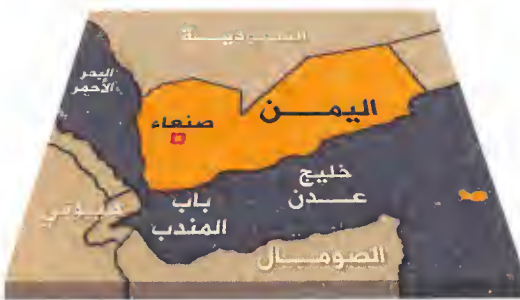 السعودية
البحر
الأحمر
اليمن
صنعاء
خليج
عدن
باب
المندب
جيبوتي
الصومال